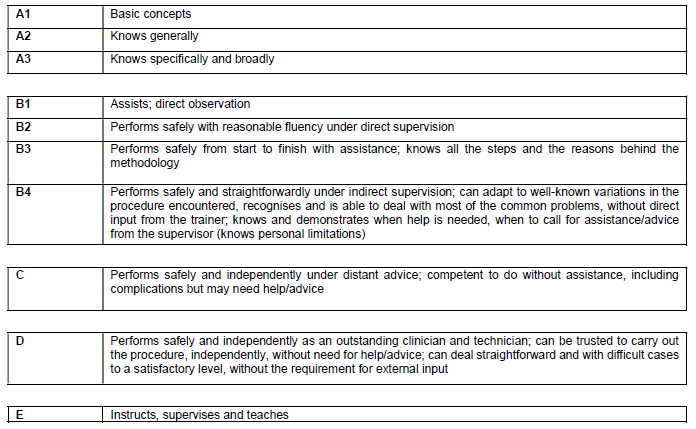 A1 Basic concepts
A2 Knows generally
A3 Knows specifically and broadly
B1 Assists; direct observation
B2 Performs safely with reasonable fluency under direct supervision
B3 Performs safely from start to finish with assistance; knows all the steps and the reasons behind the
methodology
B4 Performs safely and straightforwardly under indirect supervision; can adapt to well-known variations in the
procedure encountered, recognises and is able to deal with most of the common problems, without direct
input from the trainer; knows and demonstrates when help is needed, when to call for assistance/advice
from the supervisor (knows personal limitations)
C Performs safely and independently under distant advice; competent to do without assistance, including
complications but may need help/advice
D Performs safely and independently as an outstanding clinician and technician; can be trusted to carry out
the procedure, independently, without need for help/advice; can deal straightforward and with difficult cases
to a satisfactory level, without the requirement for external input
E Instructs, supervises and teaches